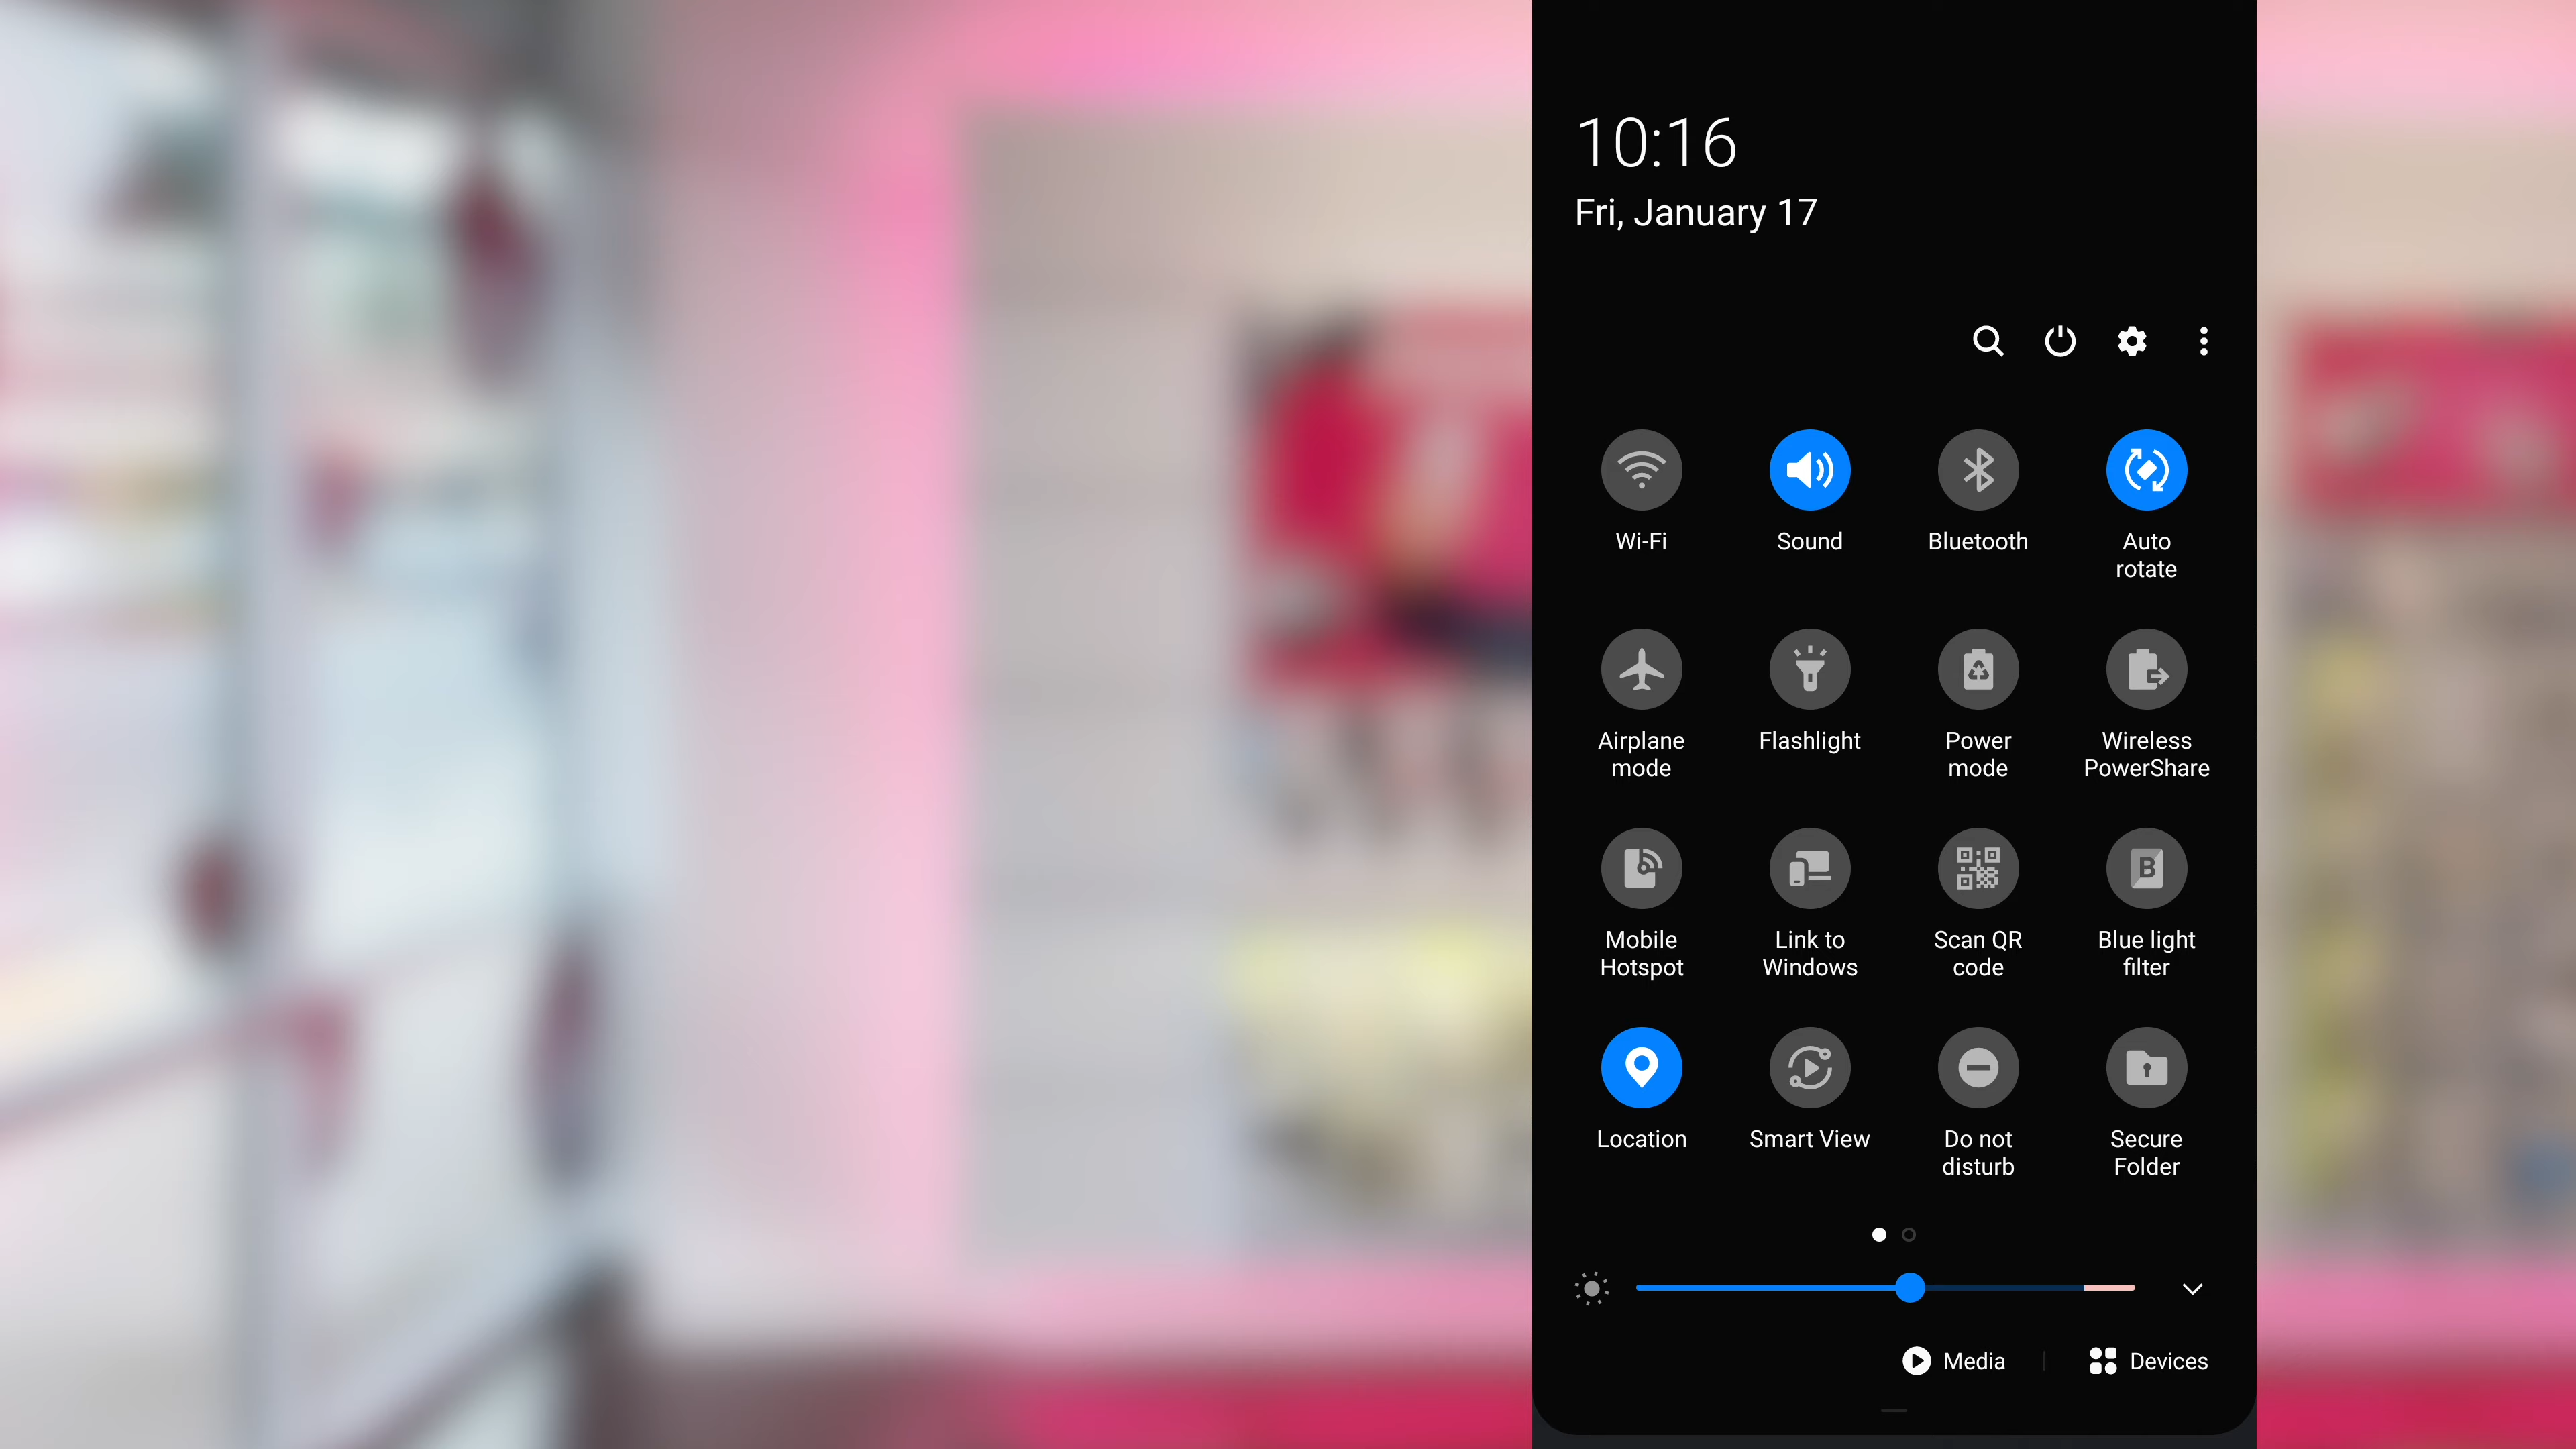 10:16
Fri, January 17
Wi-Fi
Sound
Bluetooth
Auto
rotate
Airplane
mode
Flashlight
Power
mode
Wireless
PowerShare
Mobile
Hotspot
Link to
Windows
Scan QR
code
B
Blue light
filter
Location
Smart View
Do not
disturb
Secure
Folder
Media
Devices